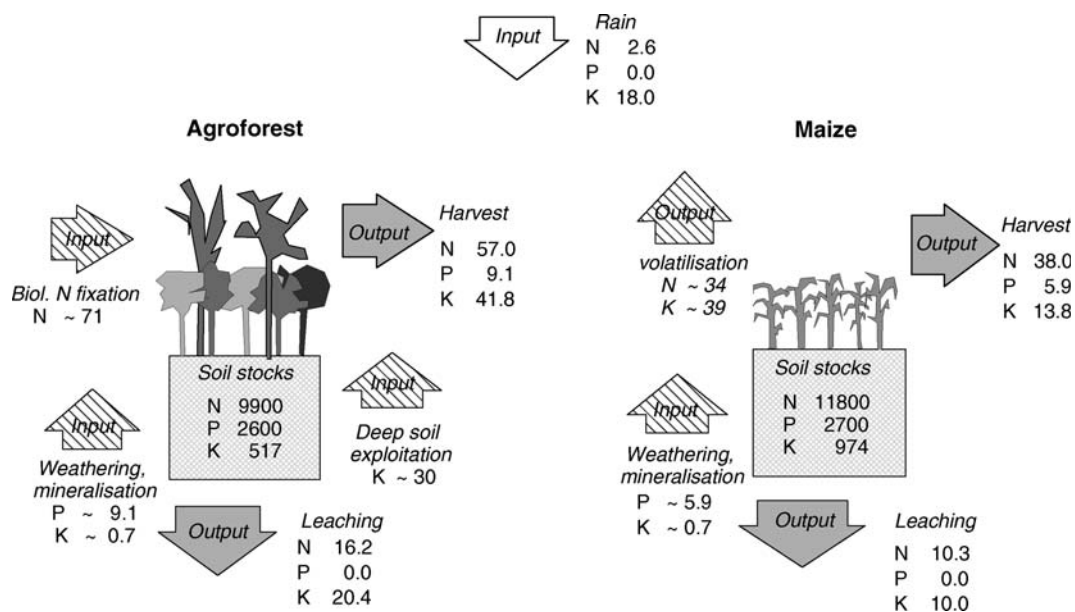 Input
Rain
N 2.6
P 0.0
K 18.0
Agroforest
Input
Biol. N fixation
N ~ 71
Output
Harvest
N 57.0
P 9.1
K 41.8
Soil stocks
N 9900
P 2600
K 517
Input
Weathering,
mineralisation
P ~ 9.1
K ~ 0.7
Input
Deep soil
exploitation
K ~ 30
Output
Leaching
N 16.2
P 0.0
K 20.4
Maize
Output
volatilisation
N ~ 34
K ~ 39
Output
Harvest
N 38.0
P 5.9
K 13.8
Soil stocks
N 11800
P 2700
K 974
Input
Weathering,
mineralisation
P ~ 5.9
K ~ 0.7
Output
Leaching
N 10.3
P 0.0
K 10.0